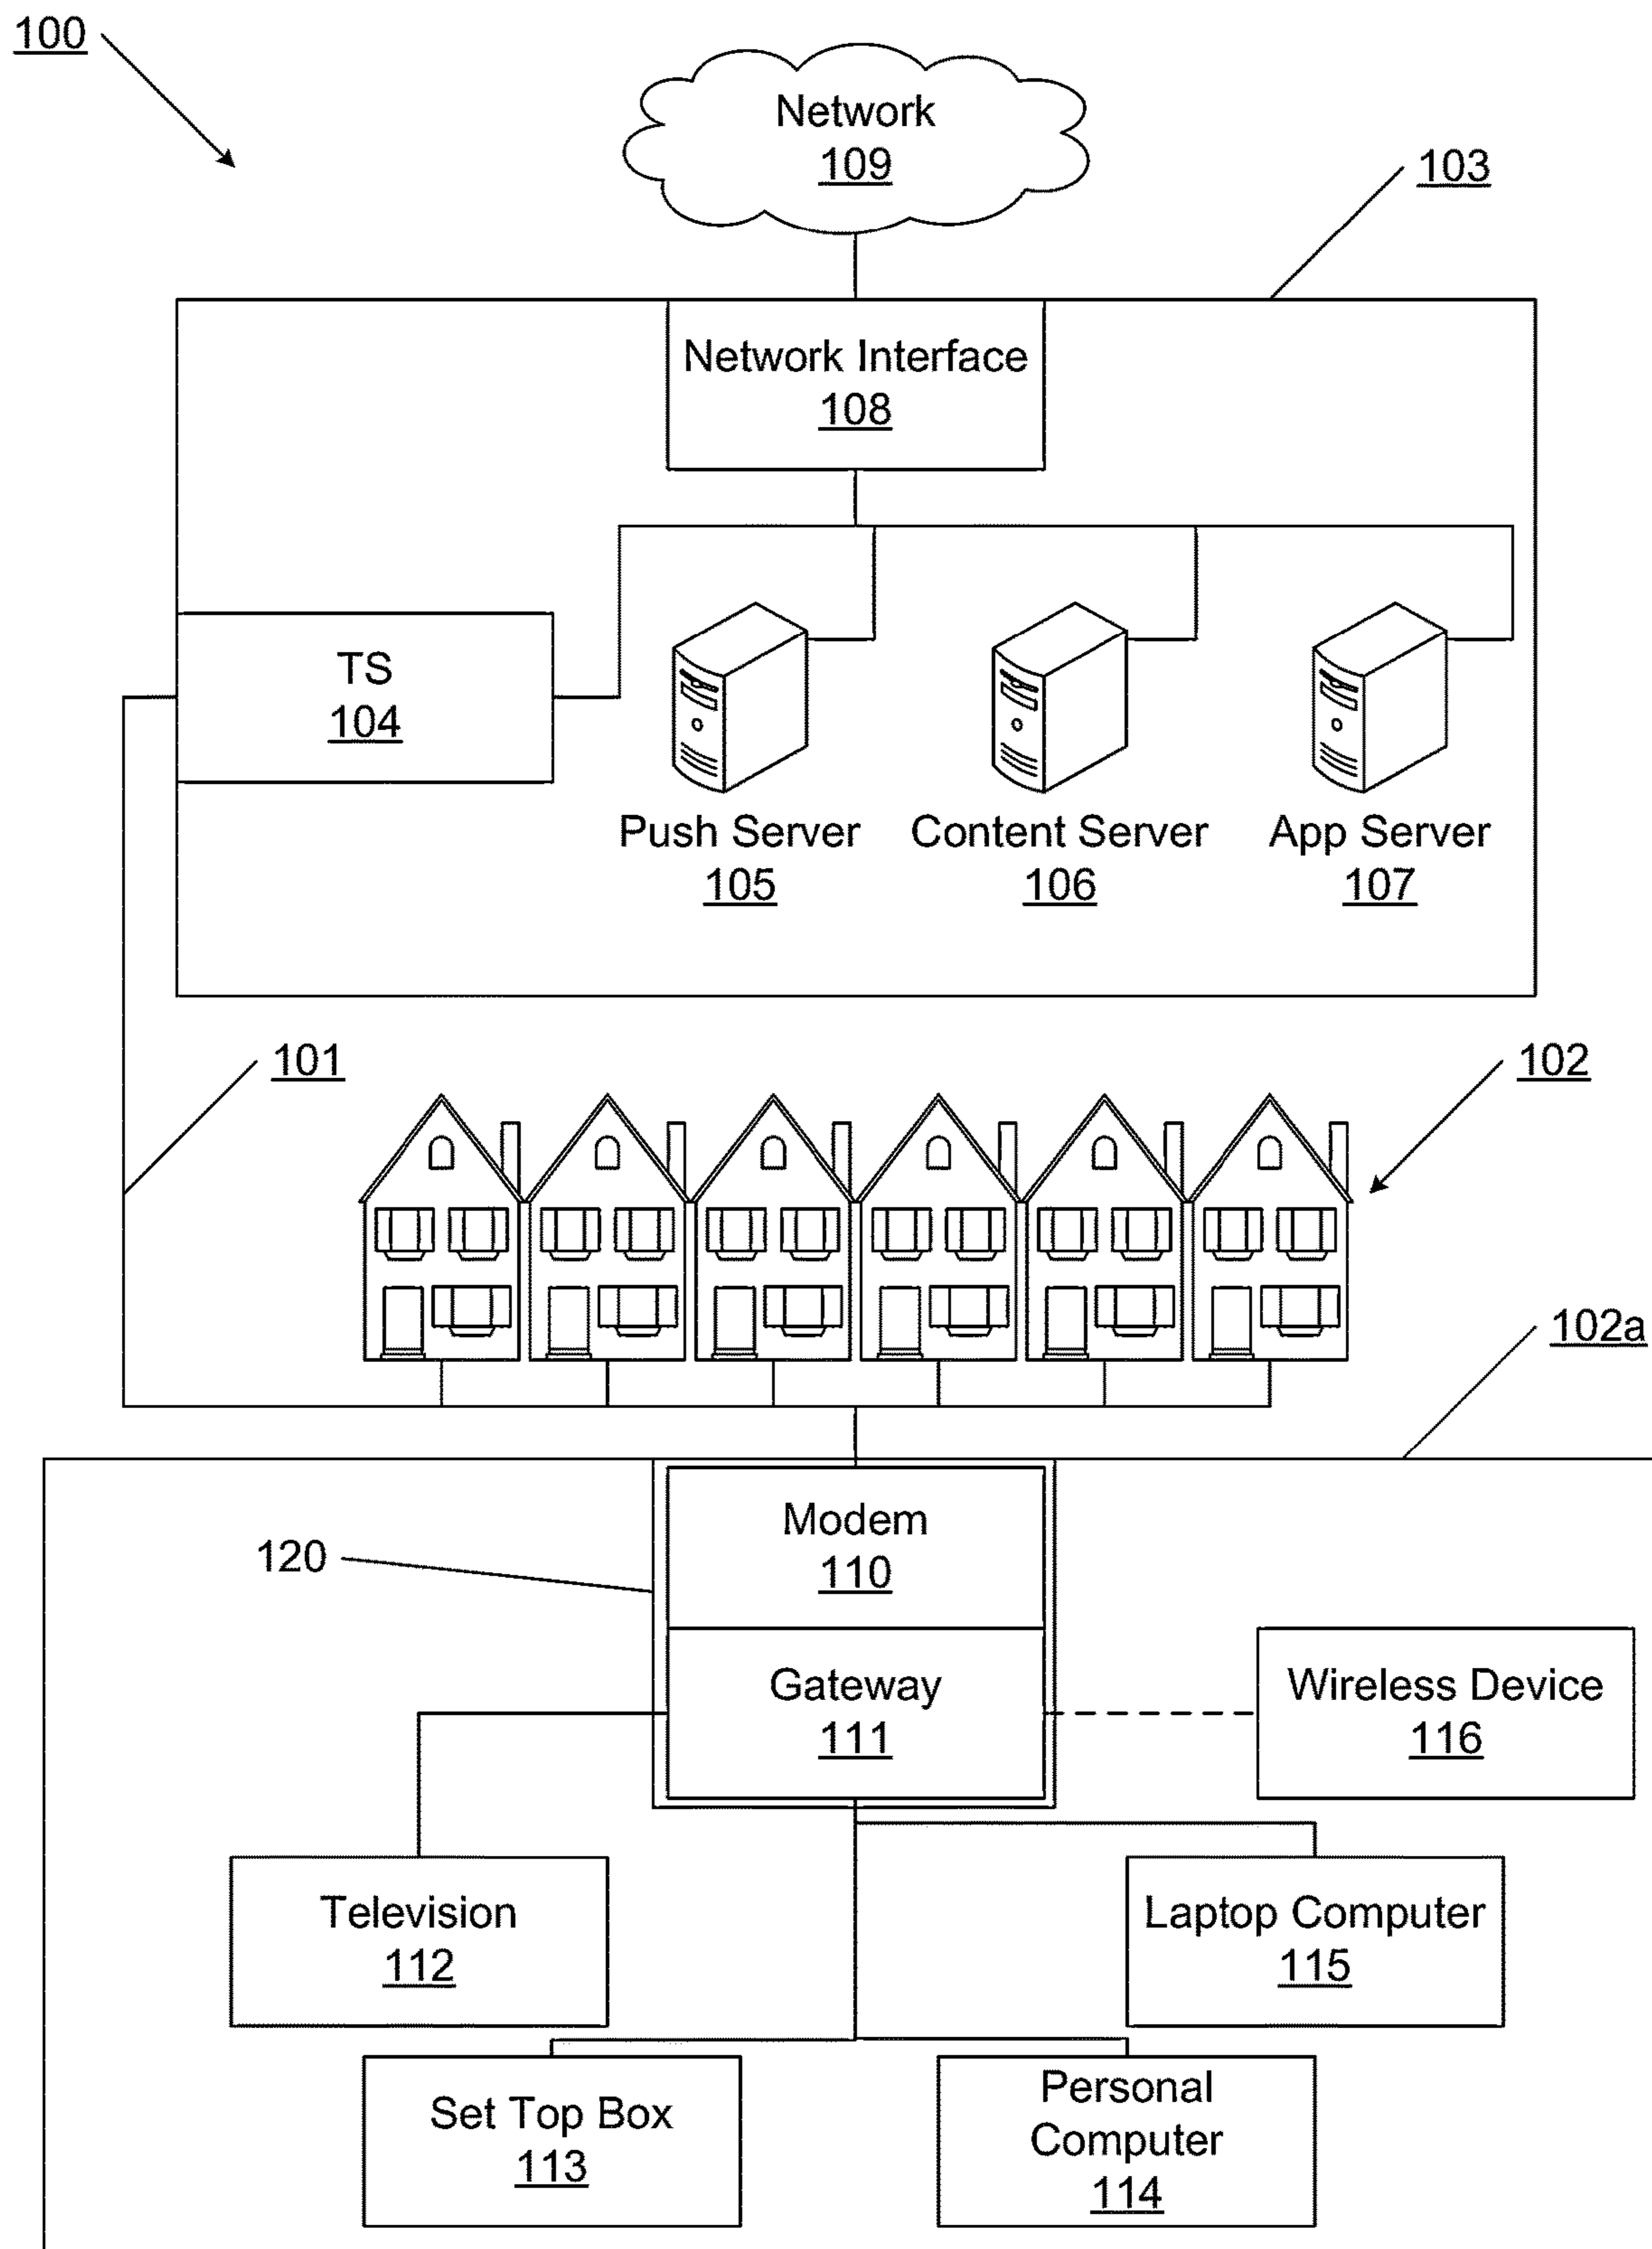 100
Network
109
103
Network Interface
108
TS
104
Push Server
105
Content Server
106
App Server
107
101
102
102a
Modem
110
120
Gateway
111
Wireless Device
116
Television
112
Laptop Computer
115
Set Top Box
113
Personal
Computer
114